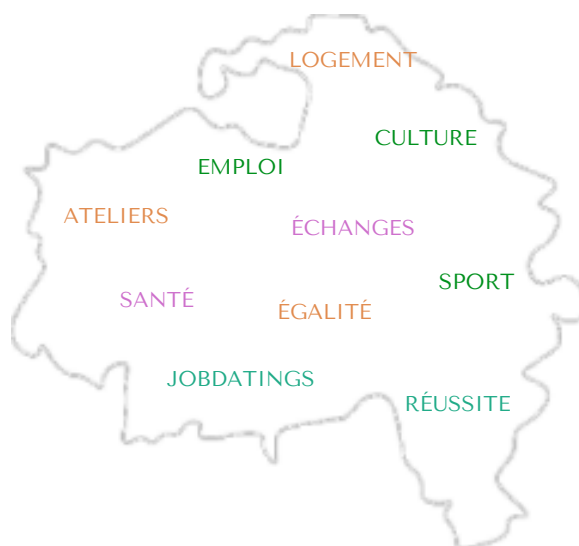 LOGEMENT
CULTURE
EMPLOI
ATELIERS
ÉCHANGES
SPORT
SANTÉ
ÉGALITÉ
JOBDATINGS
RÉUSSITE